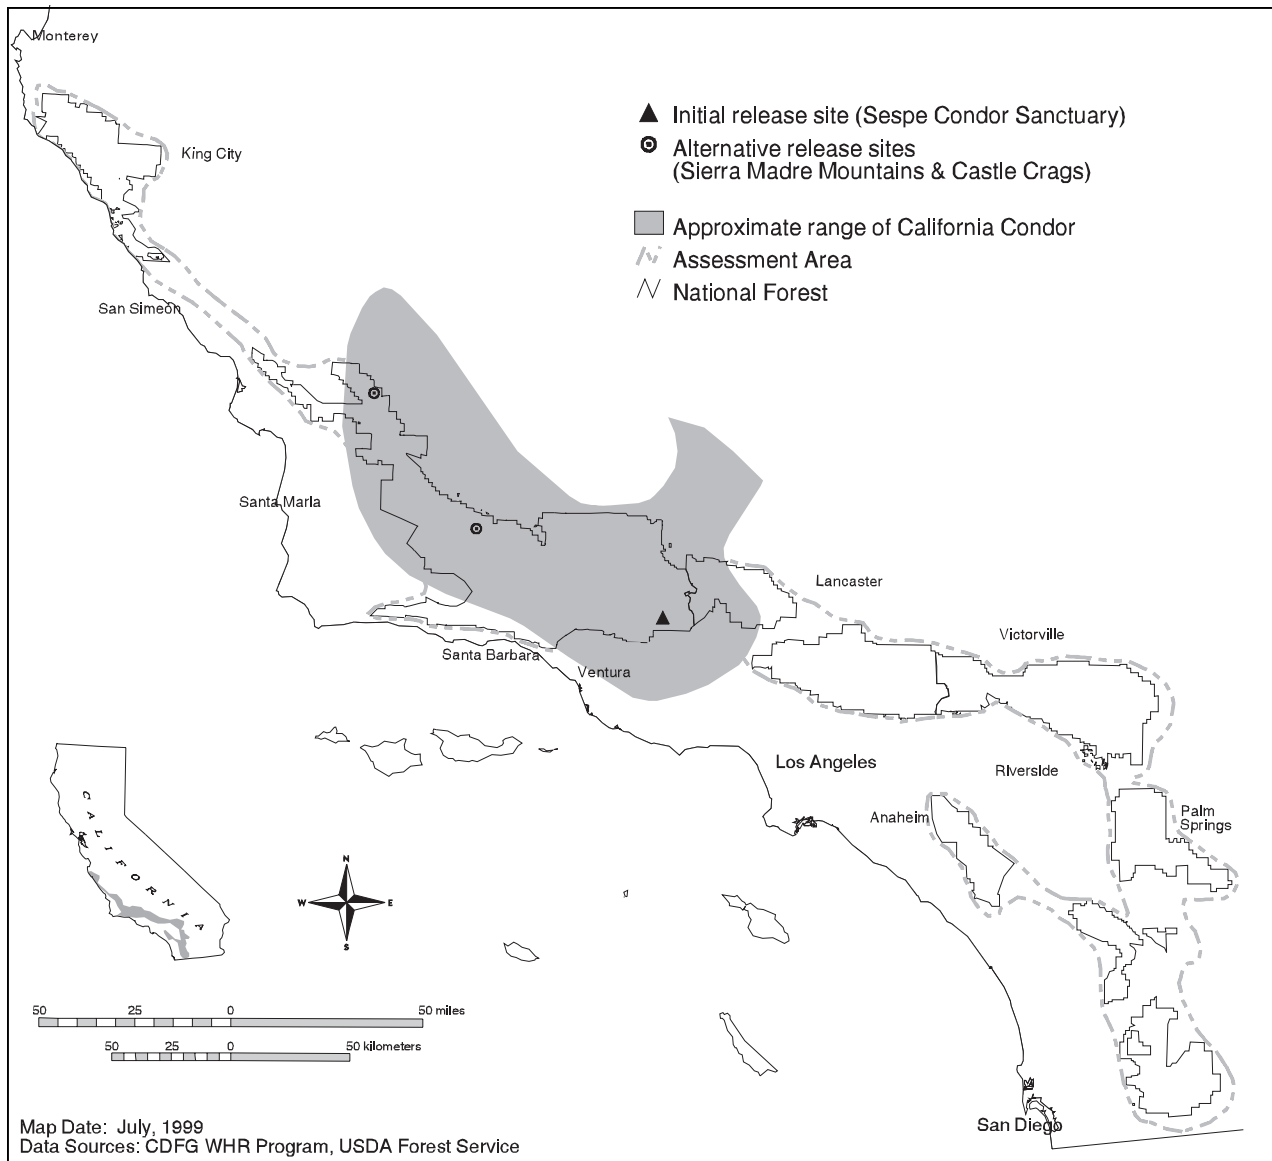 Monterey
King City
Initial release site (Sespe Condor Sanctuary)
Alternative release sites
(Sierra Madre Mountains & Castle Crags)
Approximate range of California Condor
Assessment Area
National Forest
San Simeon
Santa Maria
Lancaster
Victorville
Santa Barbara
Ventura
Los Angeles
Riverside
Anaheim
Palm
Springs
CALIFORNIA
N
W
E
S
50 25 0 50 miles
50 25 0 50 kilometers
San Diego
Map Date: July, 1999
Data Sources: CDFG WHR Program, USDA Forest Service